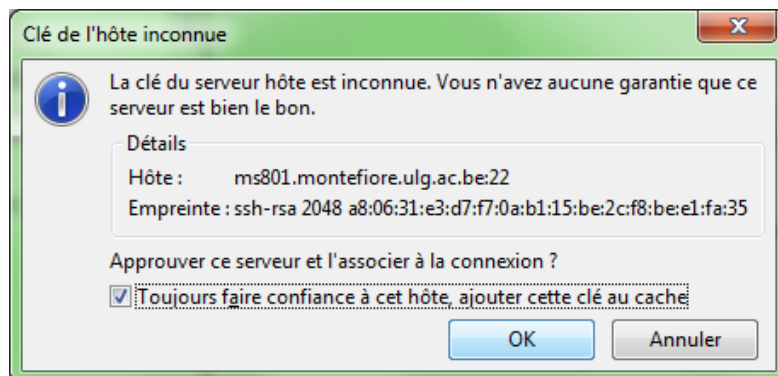 Clé de l'hôte inconnue
La clé du serveur hôte est inconnue. Vous n'avez aucune garantie que ce
serveur est bien le bon.
Détails
Hôte : ms801.montefiore.ulg.ac.be:22
Empreinte : ssh-rsa 2048 a8:06:31:e3:d7:f7:0a:b1:15:be:2c:f8:be:e1:fa:35
Approuver ce serveur et l'associer à la connexion ?
Toujours faire confiance à cet hôte, ajouter cette clé au cache
OK Annuler